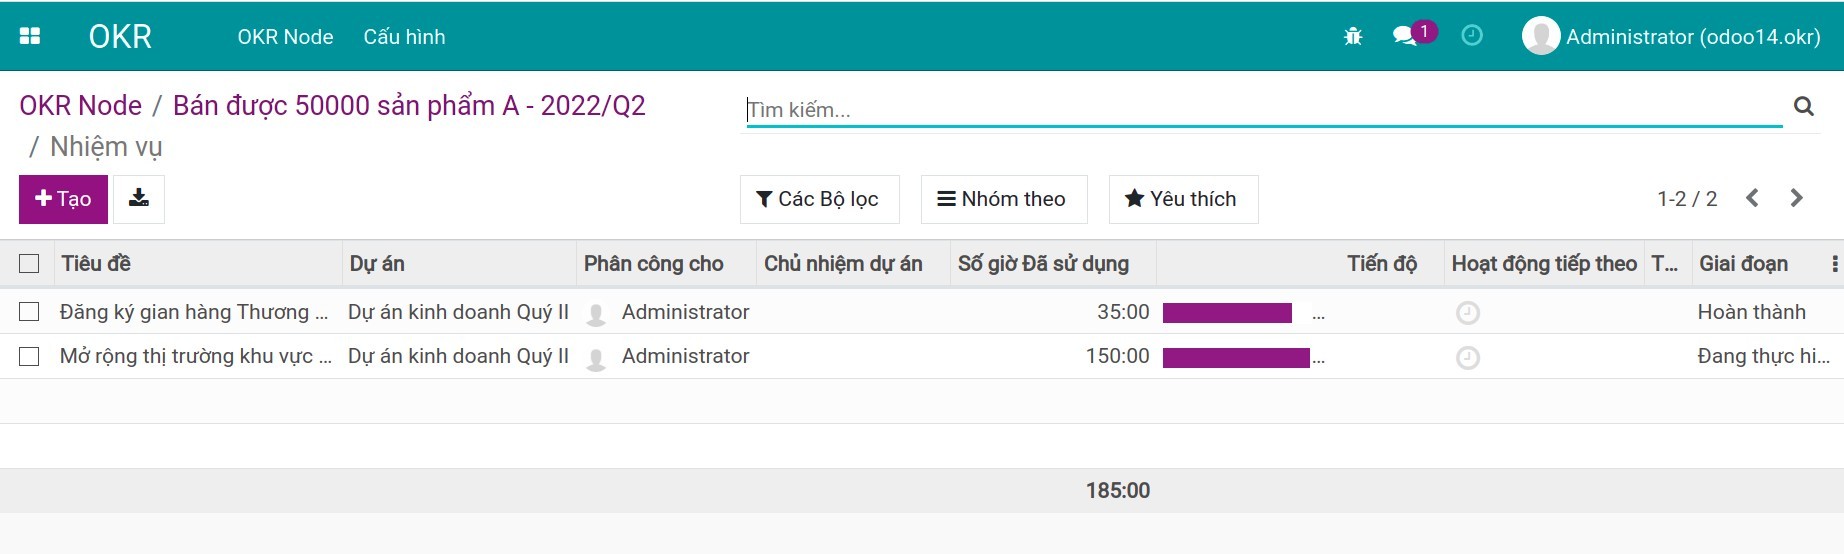 OKR OKR Node Cấu hình 1 Administrator (odoo14.okr)
OKR Node / Bán được 50000 sản phẩm A - 2022/Q2
/ Nhiệm vụ
Tìm kiếm...
Tạo Các Bộ lọc Nhóm theo Yêu thích 1-2 / 2
Tiêu đề Dự án Phân công cho Chủ nhiệm dự án Số giờ Đã sử dụng Tiến độ Hoạt động tiếp theo T... Giai đoạn
Đăng ký gian hàng Thương ... Dự án kinh doanh Quý II Administrator 35:00 ... Hoàn thành
Mở rộng thị trường khu vực ... Dự án kinh doanh Quý II Administrator 150:00 ... Đang thực hi...
185:00